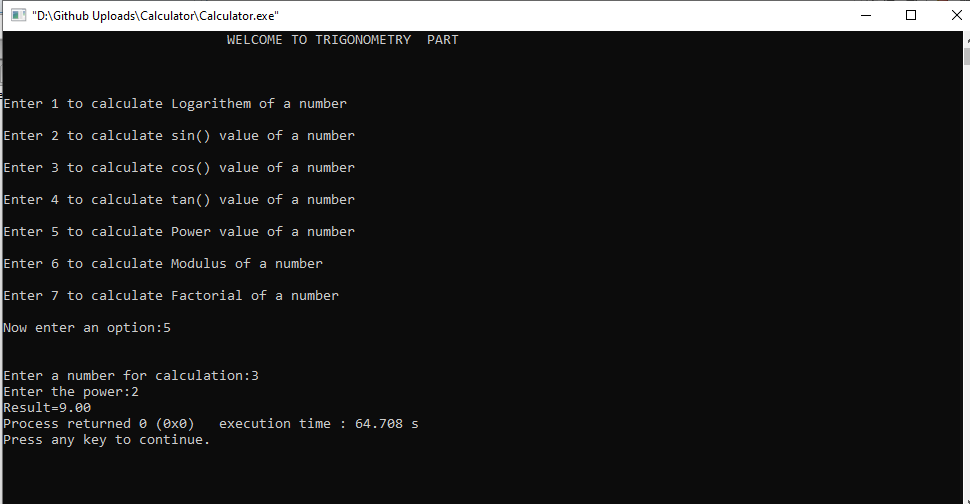 "D:\Github Uploads\Calculator\Calculator.exe"
WELCOME TO TRIGONOMETRY  PART
Enter 1 to calculate Logarithem of a number
Enter 2 to calculate sin() value of a number
Enter 3 to calculate cos() value of a number
Enter 4 to calculate tan() value of a number
Enter 5 to calculate Power value of a number
Enter 6 to calculate Modulus of a number
Enter 7 to calculate Factorial of a number
Now enter an option:5
Enter a number for calculation:3
Enter the power:2
Result=9.00
Process returned 0 (0x0)   execution time : 64.708 s
Press any key to continue.